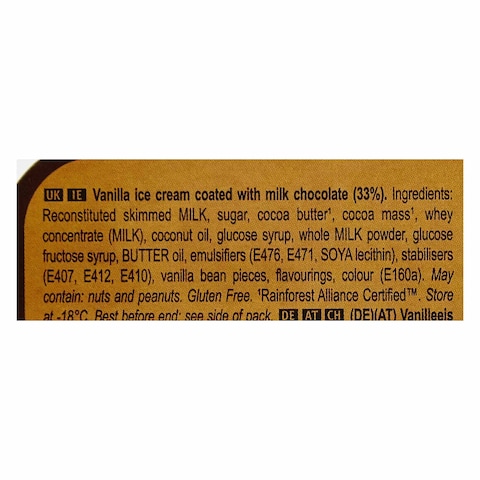 UK IE Vanilla ice cream coated with milk chocolate (33%). Ingredients:
Reconstituted skimmed MILK, sugar, cocoa butter¹, cocoa mass¹, whey
concentrate (MILK), coconut oil, glucose syrup, whole MILK powder, glucose
fructose syrup, BUTTER oil, emulsifiers (E476, E471, SOYA lecithin), stabilisers
(E407, E412, E410), vanilla bean pieces, flavourings, colour (E160a). May
contain: nuts and peanuts. Gluten Free. ¹Rainforest Alliance Certified™. Store
at -18°C. Best before end: see side of pack. DE AT CH (DE)(AT) Vanilleeis